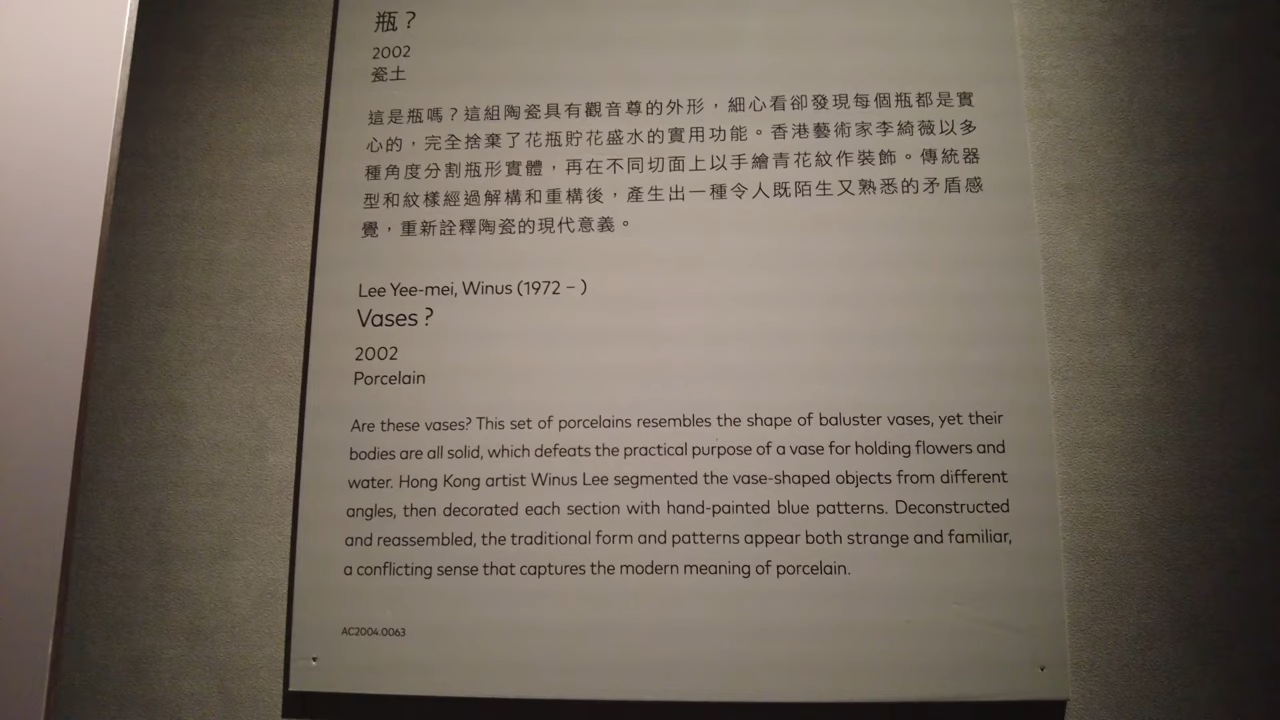 瓶？
2002
瓷土
這是瓶嗎？這組陶瓷具有觀音尊的外形，細心看卻發現每個瓶都是實
心的，完全捨棄了花瓶貯花盛水的實用功能。香港藝術家李綺薇以多
種角度分割瓶形實體，再在不同切面上以手繪青花紋作裝飾。傳統器
型和紋樣經過解構和重構後，產生出一種令人既陌生又熟悉的矛盾感
覺，重新詮釋陶瓷的現代意義。
Lee Yee-mei, Winus (1972 – )
Vases ?
2002
Porcelain
Are these vases? This set of porcelains resembles the shape of baluster vases, yet their
bodies are all solid, which defeats the practical purpose of a vase for holding flowers and
water. Hong Kong artist Winus Lee segmented the vase-shaped objects from different
angles, then decorated each section with hand-painted blue patterns. Deconstructed
and reassembled, the traditional form and patterns appear both strange and familiar,
a conflicting sense that captures the modern meaning of porcelain.
AC2004.0063